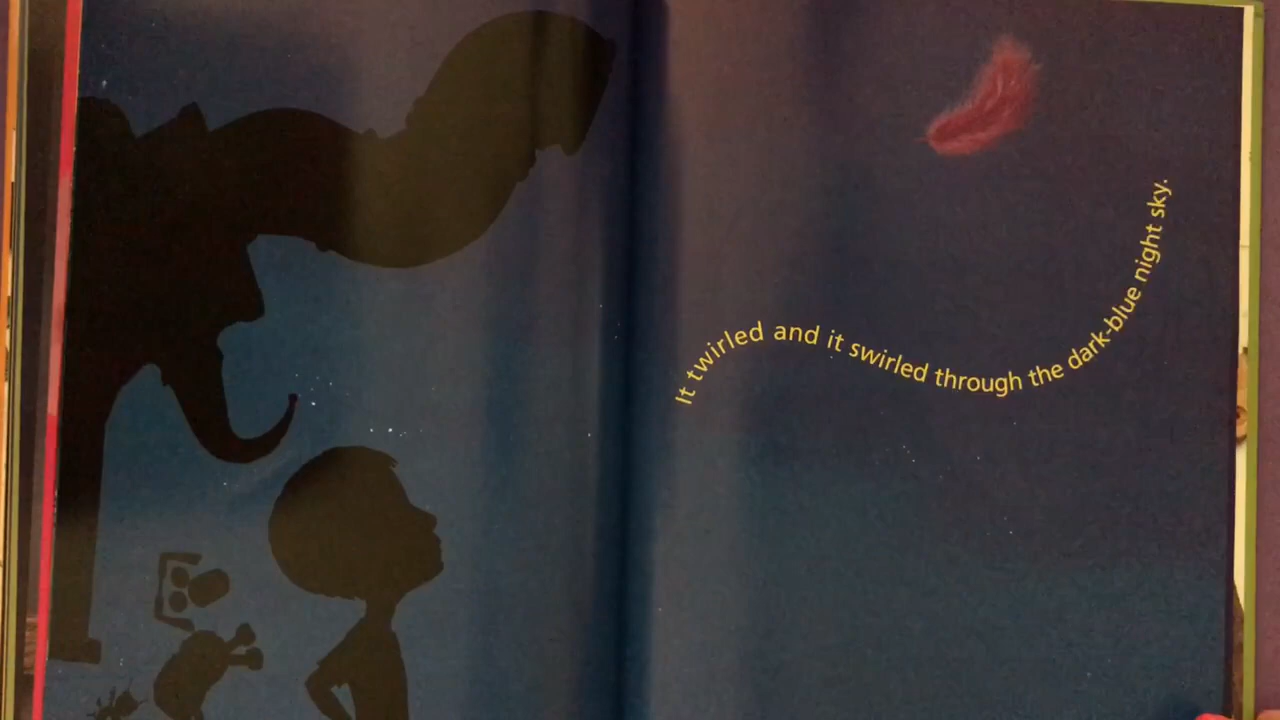 It twirled and it swirled through the dark-blue night sky.